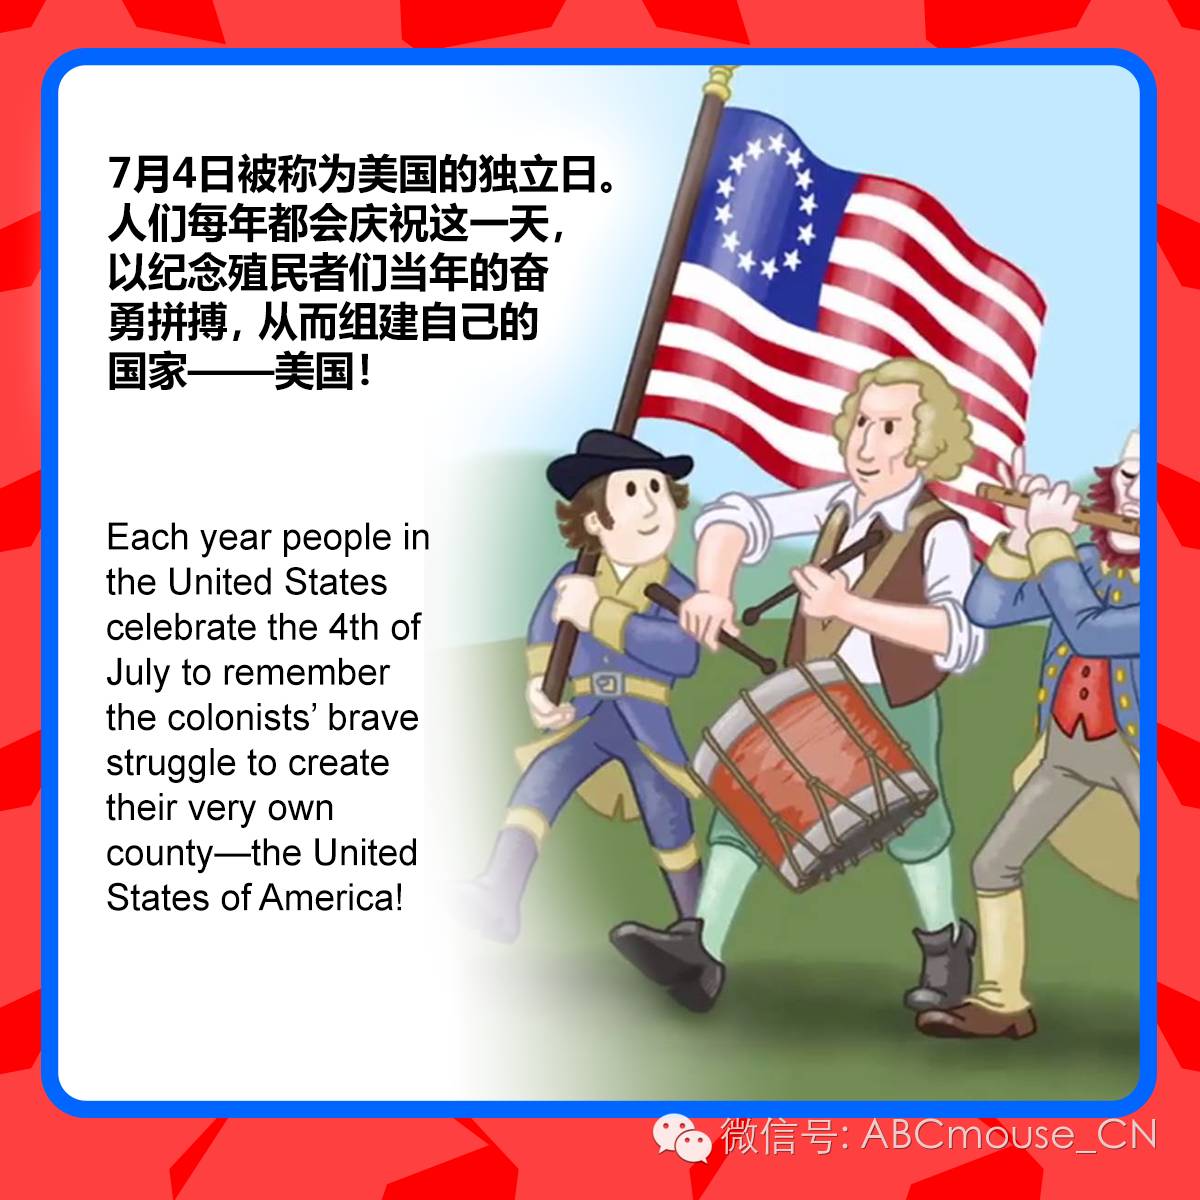 7月4日被称为美国的独立日。
人们每年都会庆祝这一天，
以纪念殖民者们当年的奋
勇拼搏，从而组建自己的
国家——美国！
Each year people in
the United States
celebrate the 4th of
July to remember
the colonists’ brave
struggle to create
their very own
county—the United
States of America!
微信号: ABCmouse_CN